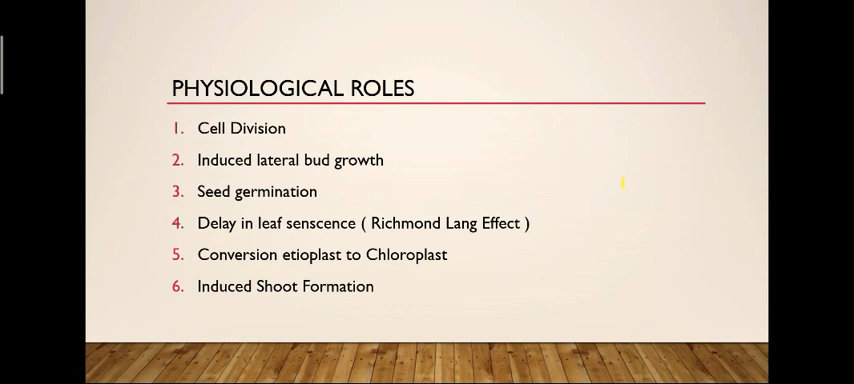 PHYSIOLOGICAL ROLES
1. Cell Division
2. Induced lateral bud growth
3. Seed germination
4. Delay in leaf senscence ( Richmond Lang Effect )
5. Conversion etioplast to Chloroplast
6. Induced Shoot Formation